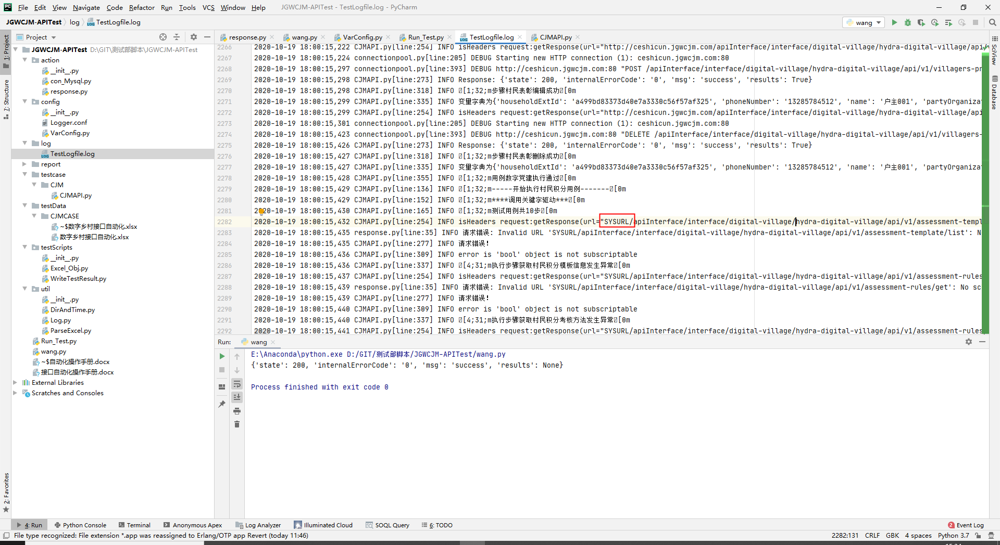 File Edit View Navigate Code Refactor Run Tools VCS Window Help JGWCJM-APITest - TestLogfile.log - PyCharm
JGWCJM-APITest log TestLogfile.log
wang
Project
response.py wang.py VarConfig.py Run_Test.py TestLogfile.log CJMAPI.py
1: Project
7: Structure
2: Favorites
SciView
Database
JGWCJM-APITest D:\GIT\测试部脚本\JGWCJM-APITest
action
__init__.py
con_Mysql.py
response.py
config
__init__.py
Logger.conf
VarConfig.py
log
TestLogfile.log
report
testcase
CJM
CJMAPI.py
testData
CJMCASE
~$数字乡村接口自动化.xlsx
数字乡村接口自动化.xlsx
testScripts
__init__.py
Excel_Obj.py
WriteTestResult.py
util
__init__.py
DirAndTime.py
Log.py
ParseExcel.py
Run_Test.py
wang.py
~$自动化操作手册.docx
接口自动化操作手册.docx
External Libraries
Scratches and Consoles
2266 2020-10-19 18:00:15,222 CJMAPI.py[line:254] INFO isHeaders request:getResponse(url="http://ceshicun.jgwcjm.com/apiInterface/interface/digital-village/hydra-digital-village/api/v
2267 2020-10-19 18:00:15,224 connectionpool.py[line:205] DEBUG Starting new HTTP connection (1): ceshicun.jgwcjm.com:80
2268 2020-10-19 18:00:15,297 connectionpool.py[line:393] DEBUG http://ceshicun.jgwcjm.com:80 "POST /apiInterface/interface/digital-village/hydra-digital-village/api/v1/villagers-pr
2269 2020-10-19 18:00:15,298 CJMAPI.py[line:273] INFO Response: {'state': 200, 'internalErrorCode': '0', 'msg': 'success', 'results': True}
2270 2020-10-19 18:00:15,298 CJMAPI.py[line:318] INFO [1;32;m步骤村民表彰编辑成功[0m
2271 2020-10-19 18:00:15,299 CJMAPI.py[line:335] INFO 变量字典为{'householdExtId': 'a499bd83373d40e7a3330c56f57af325', 'phoneNumber': '13285784512', 'name': '户主001', 'partyOrganizat
2272 2020-10-19 18:00:15,299 CJMAPI.py[line:254] INFO isHeaders request:getResponse(url="http://ceshicun.jgwcjm.com/apiInterface/interface/digital-village/hydra-digital-village/api
2273 2020-10-19 18:00:15,301 connectionpool.py[line:205] DEBUG Starting new HTTP connection (1): ceshicun.jgwcjm.com:80
2274 2020-10-19 18:00:15,423 connectionpool.py[line:393] DEBUG http://ceshicun.jgwcjm.com:80 "DELETE /apiInterface/interface/digital-village/hydra-digital-village/api/v1/villagers-
2275 2020-10-19 18:00:15,426 CJMAPI.py[line:273] INFO Response: {'state': 200, 'internalErrorCode': '0', 'msg': 'success', 'results': True}
2276 2020-10-19 18:00:15,427 CJMAPI.py[line:318] INFO [1;32;m步骤村民表彰删除成功[0m
2277 2020-10-19 18:00:15,427 CJMAPI.py[line:335] INFO 变量字典为{'householdExtId': 'a499bd83373d40e7a3330c56f57af325', 'phoneNumber': '13285784512', 'name': '户主001', 'partyOrganizat
2278 2020-10-19 18:00:15,428 CJMAPI.py[line:355] INFO [1;32;m用例数字党建执行通过[0m
2279 2020-10-19 18:00:15,429 CJMAPI.py[line:136] INFO [1;32;m-----开始执行村民积分用例-------[0m
2280 2020-10-19 18:00:15,429 CJMAPI.py[line:152] INFO [1;32;m****调用关键字驱动***[0m
2281 2020-10-19 18:00:15,430 CJMAPI.py[line:165] INFO [1;32;m测试用例共10步[0m
2282 2020-10-19 18:00:15,432 CJMAPI.py[line:254] INFO isHeaders request:getResponse(url="SYSURL/apiInterface/interface/digital-village/hydra-digital-village/api/v1/assessment-templ
2283 2020-10-19 18:00:15,435 response.py[line:35] INFO 请求错误: Invalid URL 'SYSURL/apiInterface/interface/digital-village/hydra-digital-village/api/v1/assessment-template/list': N
2284 2020-10-19 18:00:15,435 CJMAPI.py[line:277] INFO 请求错误!
2285 2020-10-19 18:00:15,436 CJMAPI.py[line:309] INFO error is 'bool' object is not subscriptable
2286 2020-10-19 18:00:15,436 CJMAPI.py[line:337] INFO [4;31;m执行步骤获取村民积分模板信息发生异常[0m
2287 2020-10-19 18:00:15,437 CJMAPI.py[line:254] INFO isHeaders request:getResponse(url="SYSURL/apiInterface/interface/digital-village/hydra-digital-village/api/v1/assessment-rules
2288 2020-10-19 18:00:15,439 response.py[line:35] INFO 请求错误: Invalid URL 'SYSURL/apiInterface/interface/digital-village/hydra-digital-village/api/v1/assessment-rules/get': No sc
2289 2020-10-19 18:00:15,439 CJMAPI.py[line:277] INFO 请求错误!
2290 2020-10-19 18:00:15,440 CJMAPI.py[line:309] INFO error is 'bool' object is not subscriptable
2291 2020-10-19 18:00:15,440 CJMAPI.py[line:337] INFO [4;31;m执行步骤获取村民积分考核方法发生异常[0m
2292 2020-10-19 18:00:15,441 CJMAPI.py[line:254] INFO isHeaders request:getResponse(url="SYSURL/apiInterface/interface/digital-village/hydra-digital-village/api/v1/assessment-rules
Run: wang
E:\Anaconda\python.exe D:/GIT/测试部脚本/JGWCJM-APITest/wang.py
{'state': 200, 'internalErrorCode': '0', 'msg': 'success', 'results': None}
Process finished with exit code 0
4: Run Python Console Terminal Anonymous Apex Log Analyzer Illuminated Cloud SOQL Query 6: TODO 2 Event Log
File type recognized: File extension *.app was reassigned to Erlang/OTP app Revert (today 11:46) 2282:131 CRLF GBK 4 spaces Python 3.7